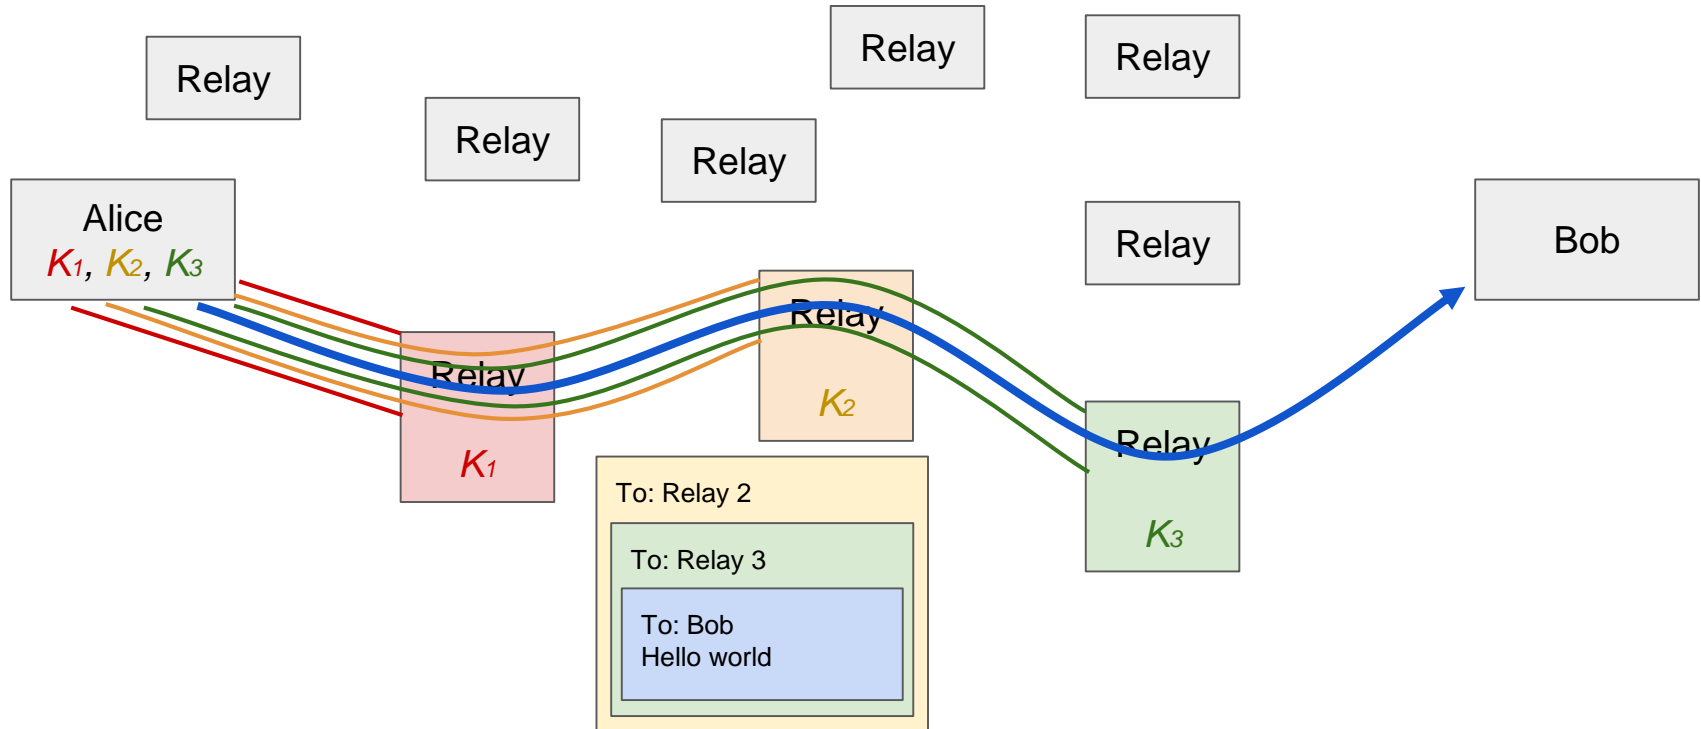 Relay
Relay
Relay
Relay
Relay
Alice
K1, K2, K3
Relay
Bob
Relay
K1
Relay
K2
Relay
K3
To: Relay 2
To: Relay 3
To: Bob
Hello world